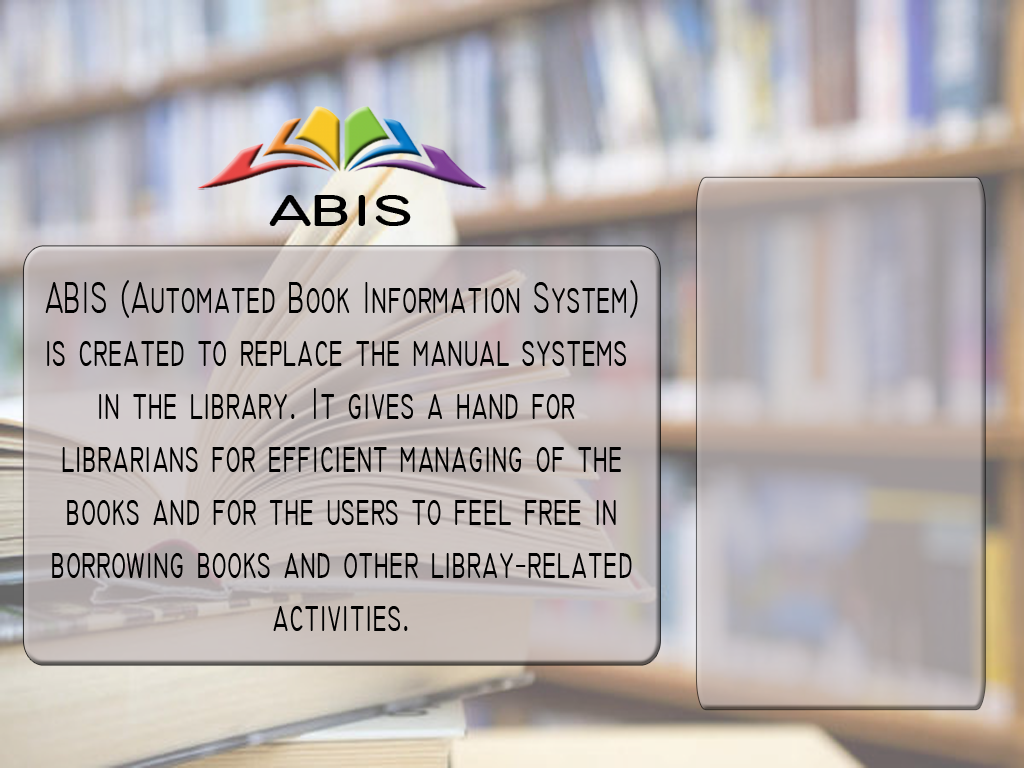 ABIS
ABIS (Automated Book Information System)
is created to replace the manual systems
in the library. It gives a hand for
librarians for efficient managing of the
books and for the users to feel free in
borrowing books and other libray-related
activities.